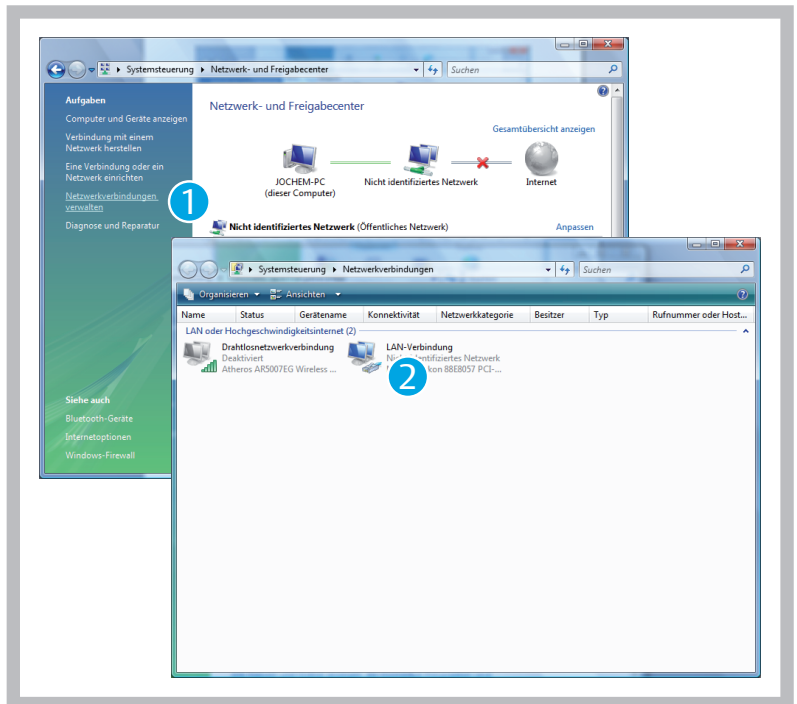 Systemsteuerung Netzwerk- und Freigabecenter
Suchen
Aufgaben
Computer und Geräte anzeigen
Verbindung mit einem
Netzwerk herstellen
Eine Verbindung oder ein
Netzwerk einrichten
Netzwerkverbindungen
verwalten
Diagnose und Reparatur
1
Siehe auch
Bluetooth-Geräte
Internetoptionen
Windows-Firewall
Netzwerk- und Freigabecenter
Gesamtübersicht anzeigen
JOCHEM-PC
(dieser Computer)
Nicht identifiziertes Netzwerk
Internet
Nicht identifiziertes Netzwerk (Öffentliches Netzwerk)
Anpassen
Systemsteuerung Netzwerkverbindungen
Suchen
Organisieren Ansichten
Name Status Gerätename Konnektivität Netzwerkkategorie Besitzer Typ Rufnummer oder Host...
LAN oder Hochgeschwindigkeitsinternet (2)
Drahtlosnetzwerkverbindung
Deaktiviert
Atheros AR5007EG Wireless ...
LAN-Verbindung
Netzwerk
88E8057 PCI-...
2